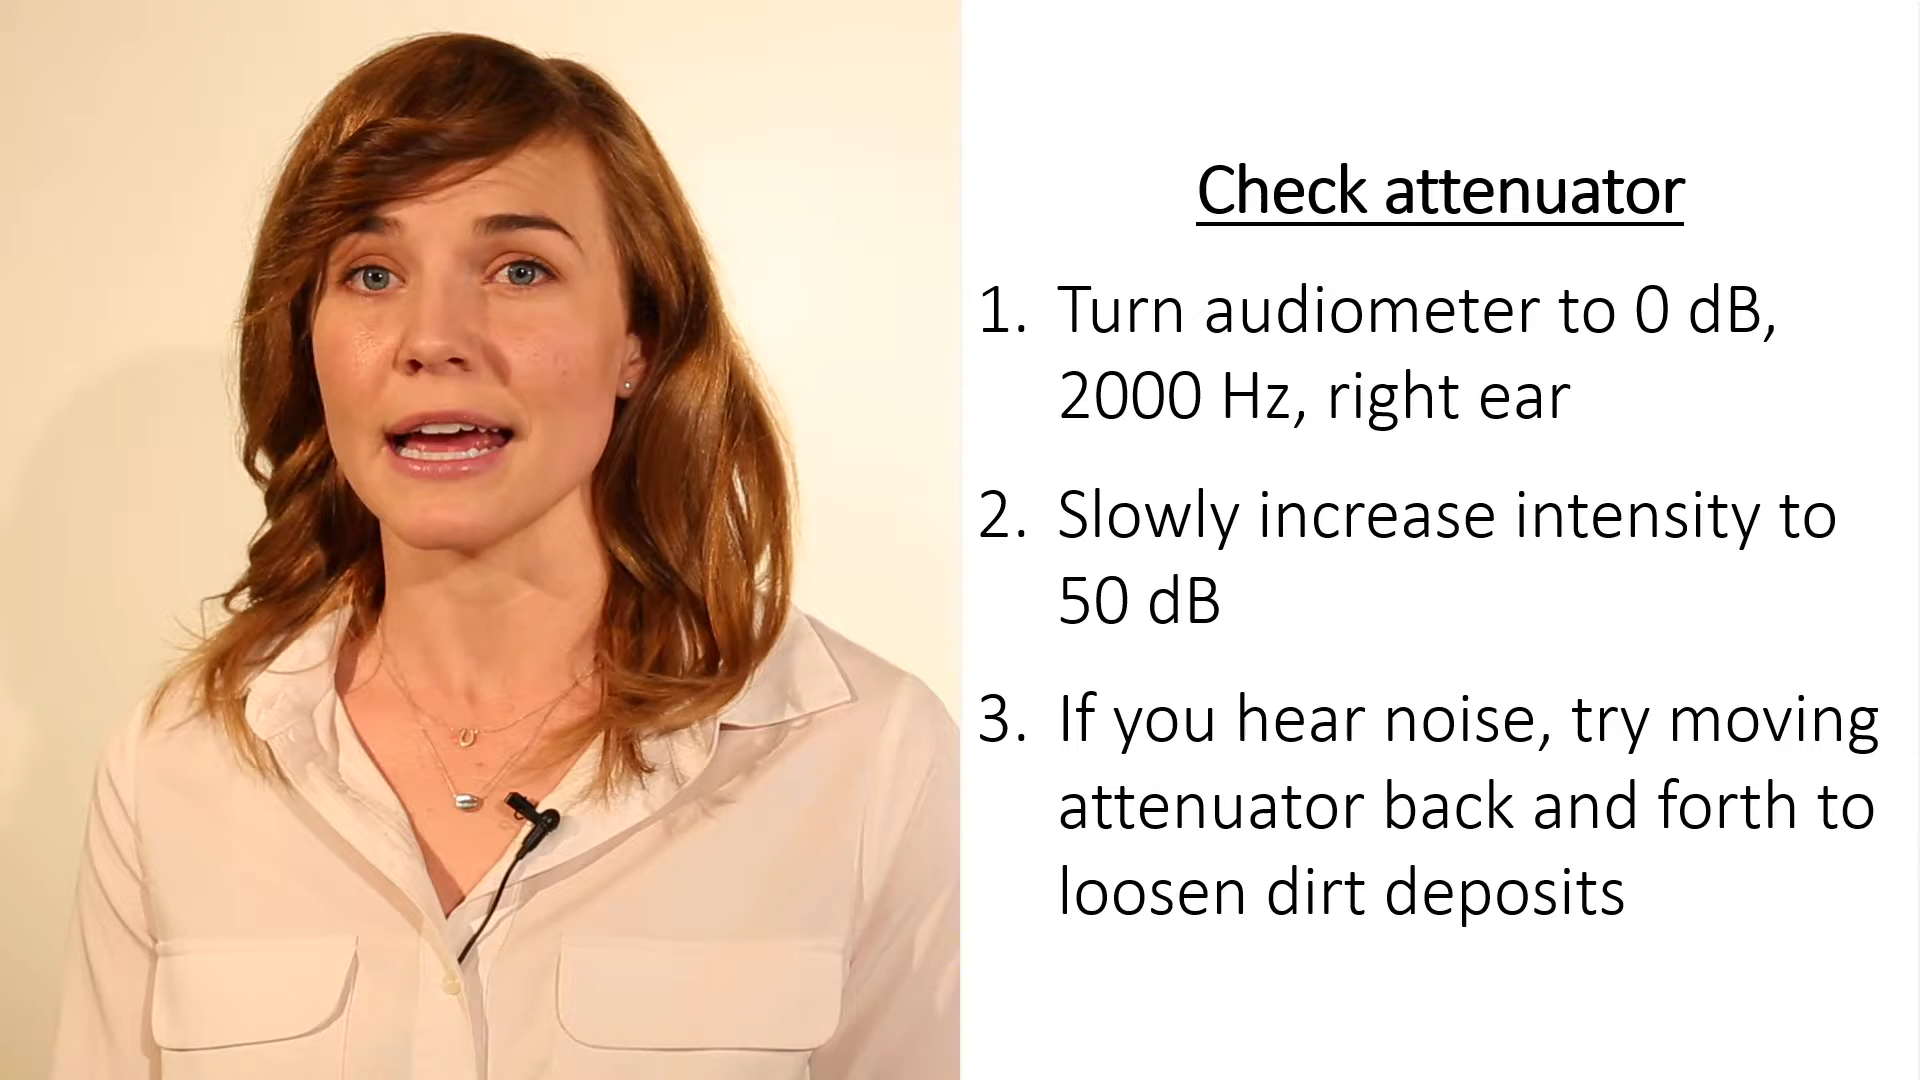 Check attenuator
1. Turn audiometer to 0 dB,
2000 Hz, right ear
2. Slowly increase intensity to
50 dB
3. If you hear noise, try moving
attenuator back and forth to
loosen dirt deposits